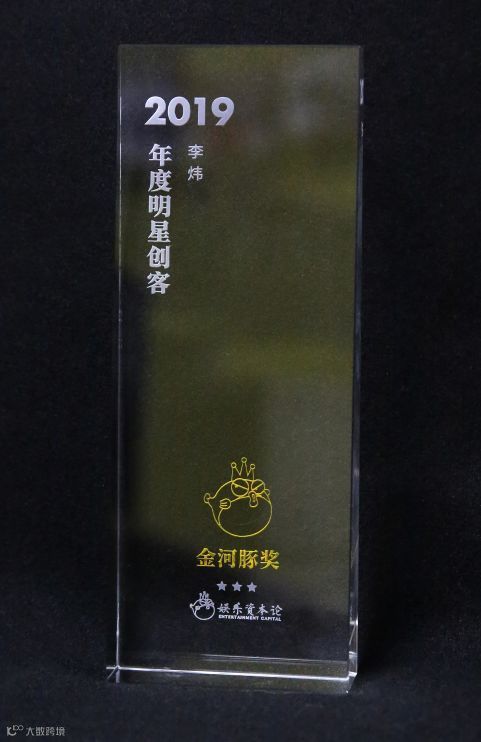 2019
年度明星创客
李炜
金河豚奖
娱乐资本论
ENTERTAINMENT CAPITAL
大数跨境